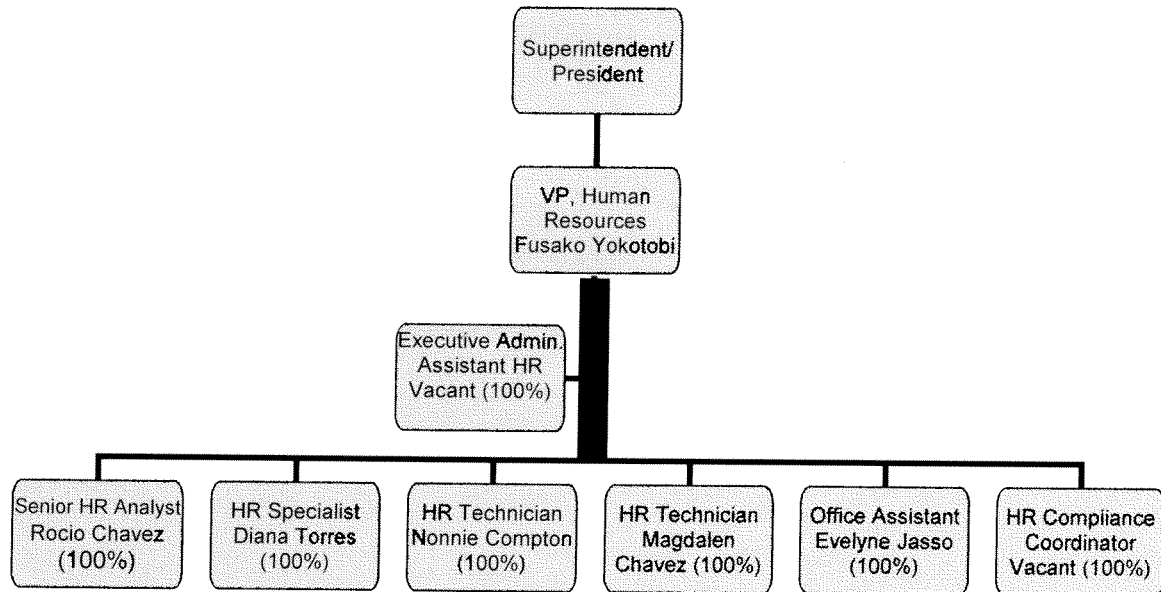 Superintendent/
President
VP, Human
Resources
Fusako Yokotobi
Executive Admin.
Assistant HR
Vacant (100%)
Senior HR Analyst
Rocio Chavez
(100%)
HR Specialist
Diana Torres
(100%)
HR Technician
Nonnie Compton
(100%)
HR Technician
Magdalen
Chavez (100%)
Office Assistant
Evelyne Jasso
(100%)
HR Compliance
Coordinator
Vacant (100%)